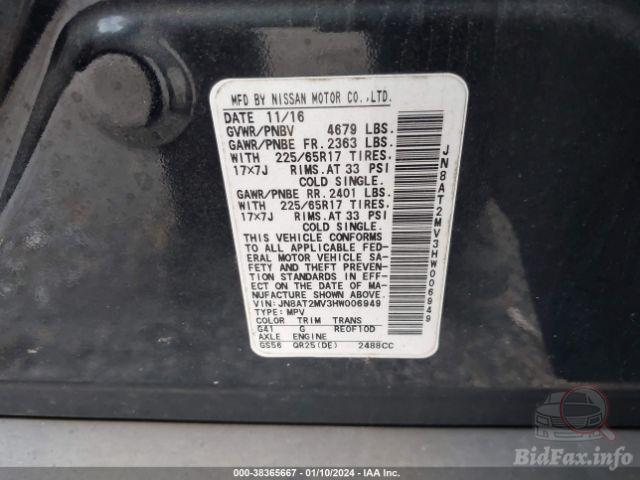 MFD BY NISSAN MOTOR CO.,LTD.
DATE 11/16
GVWR/PNBV 4679 LBS.
GAWR/PNBE FR. 2363 LBS.
WITH 225/65R17 TIRES.
17×7J RIMS.AT 33 PSI
COLD SINGLE.
GAWR/PNBE RR. 2401 LBS.
WITH 225/65R17 TIRES.
17×7J RIMS.AT 33 PSI
COLD SINGLE.
THIS VEHICLE CONFORMS
TO ALL APPLICABLE FED-
ERAL MOTOR VEHICLE SA-
FETY AND THEFT PREVEN-
TION STANDARDS IN EFF-
ECT ON THE DATE OF MA-
NUFACTURE SHOWN ABOVE.
VIN: JN8AT2MV3HW006949
TYPE: MPV
COLOR TRIM TRANS
G41 G RE0F10D
AXLE ENGINE
GS56 QR25(DE) 2488CC
JN8AT2MV3HW006949
BidFax.info
000-38365667 - 01/10/2024 - IAA Inc.